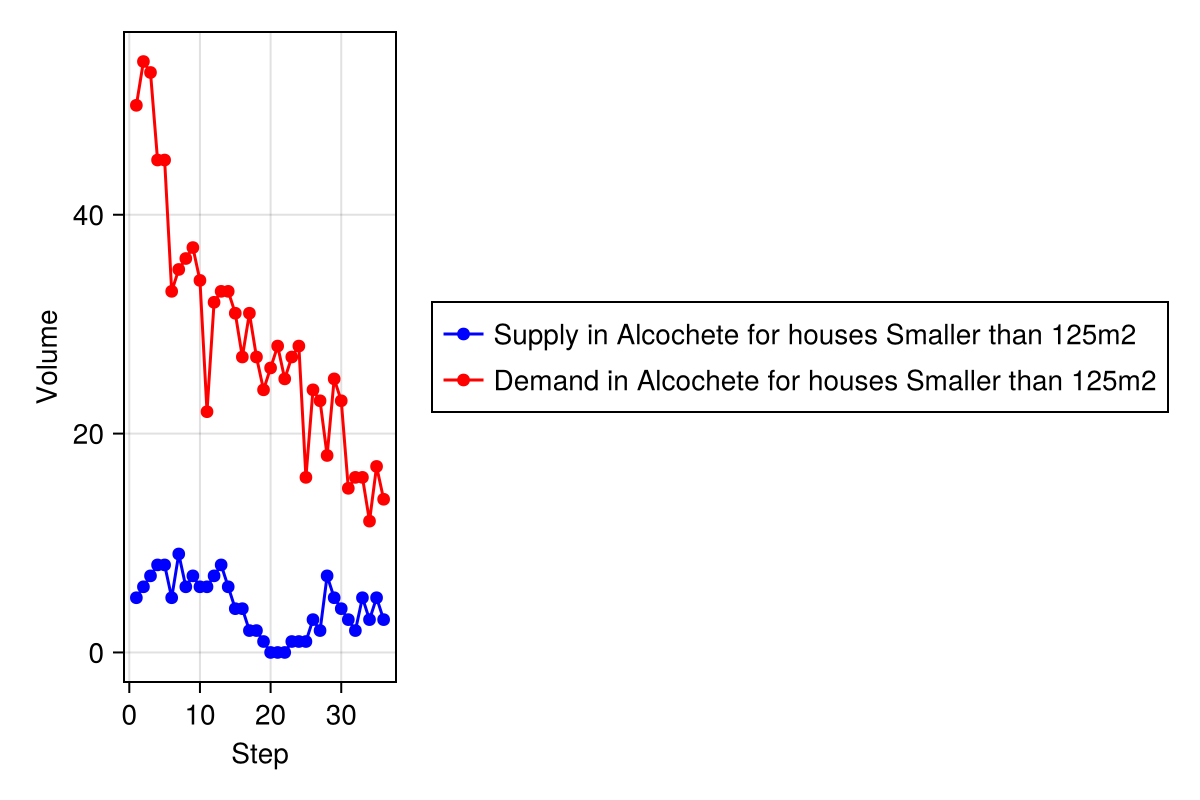 Volume
40
20
0
0 10 20 30
Step
Supply in Alcochete for houses Smaller than 125m2
Demand in Alcochete for houses Smaller than 125m2